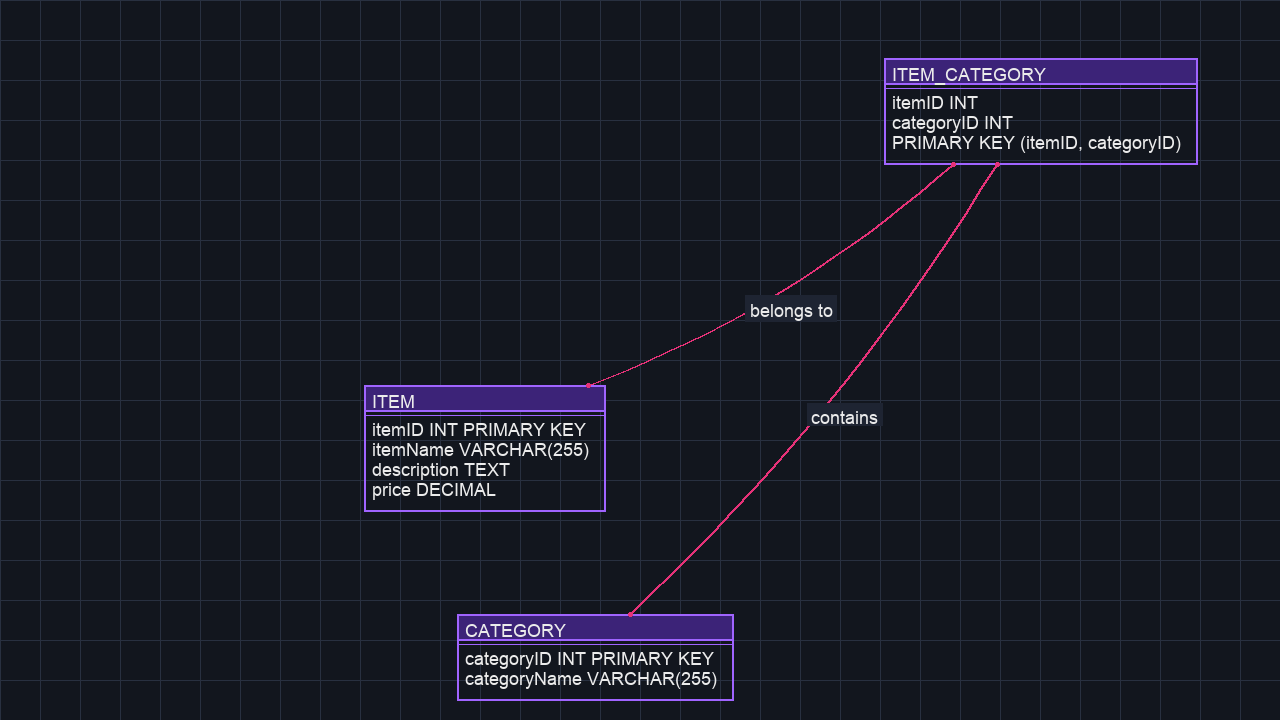 ITEM_CATEGORY
itemID INT
categoryID INT
PRIMARY KEY (itemID, categoryID)
belongs to
ITEM
itemID INT PRIMARY KEY
itemName VARCHAR(255)
description TEXT
price DECIMAL
contains
CATEGORY
categoryID INT PRIMARY KEY
categoryName VARCHAR(255)